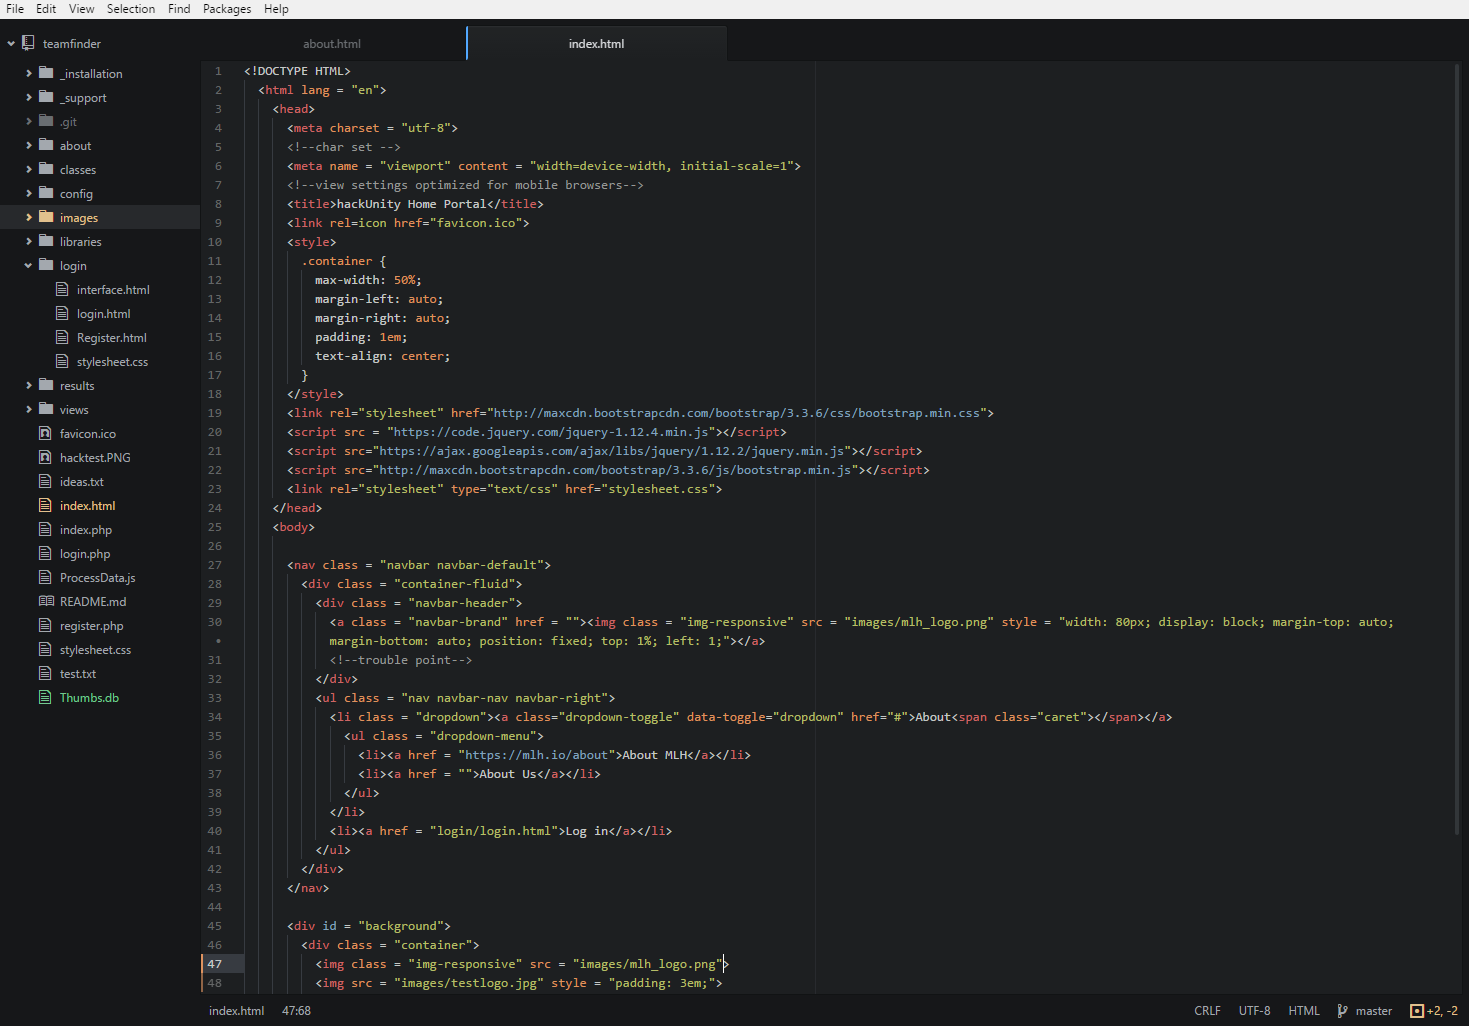 File Edit View Selection Find Packages Help
teamfinder
_installation
_support
.git
about
classes
config
images
libraries
login
interface.html
login.html
Register.html
stylesheet.css
results
views
favicon.ico
hacktest.PNG
ideas.txt
index.html
index.php
login.php
ProcessData.js
README.md
register.php
stylesheet.css
test.txt
Thumbs.db
about.html index.html
1 <!DOCTYPE HTML>
2 <html lang = "en">
3 <head>
4 <meta charset = "utf-8">
5 <!--char set -->
6 <meta name = "viewport" content = "width=device-width, initial-scale=1">
7 <!--view settings optimized for mobile browsers-->
8 <title>hackUnity Home Portal</title>
9 <link rel=icon href="favicon.ico">
10 <style>
11 .container {
12 max-width: 50%;
13 margin-left: auto;
14 margin-right: auto;
15 padding: 1em;
16 text-align: center;
17 }
18 </style>
19 <link rel="stylesheet" href="http://maxcdn.bootstrapcdn.com/bootstrap/3.3.6/css/bootstrap.min.css">
20 <script src = "https://code.jquery.com/jquery-1.12.4.min.js"></script>
21 <script src="https://ajax.googleapis.com/ajax/libs/jquery/1.12.2/jquery.min.js"></script>
22 <script src="http://maxcdn.bootstrapcdn.com/bootstrap/3.3.6/js/bootstrap.min.js"></script>
23 <link rel="stylesheet" type="text/css" href="stylesheet.css">
24 </head>
25 <body>
26
27 <nav class = "navbar navbar-default">
28 <div class = "container-fluid">
29 <div class = "navbar-header">
30 <a class = "navbar-brand" href = ""><img class = "img-responsive" src = "images/mlh_logo.png" style = "width: 80px; display: block; margin-top: auto;
• margin-bottom: auto; position: fixed; top: 1%; left: 1;"></a>
31 <!--trouble point-->
32 </div>
33 <ul class = "nav navbar-nav navbar-right">
34 <li class = "dropdown"><a class="dropdown-toggle" data-toggle="dropdown" href="#">About<span class="caret"></span></a>
35 <ul class = "dropdown-menu">
36 <li><a href = "https://mlh.io/about">About MLH</a></li>
37 <li><a href = "">About Us</a></li>
38 </ul>
39 </li>
40 <li><a href = "login/login.html">Log in</a></li>
41 </ul>
42 </div>
43 </nav>
44
45 <div id = "background">
46 <div class = "container">
47 <img class = "img-responsive" src = "images/mlh_logo.png">
48 <img src = "images/testlogo.jpg" style = "padding: 3em;">
index.html 47:68 CRLF UTF-8 HTML master +2, -2